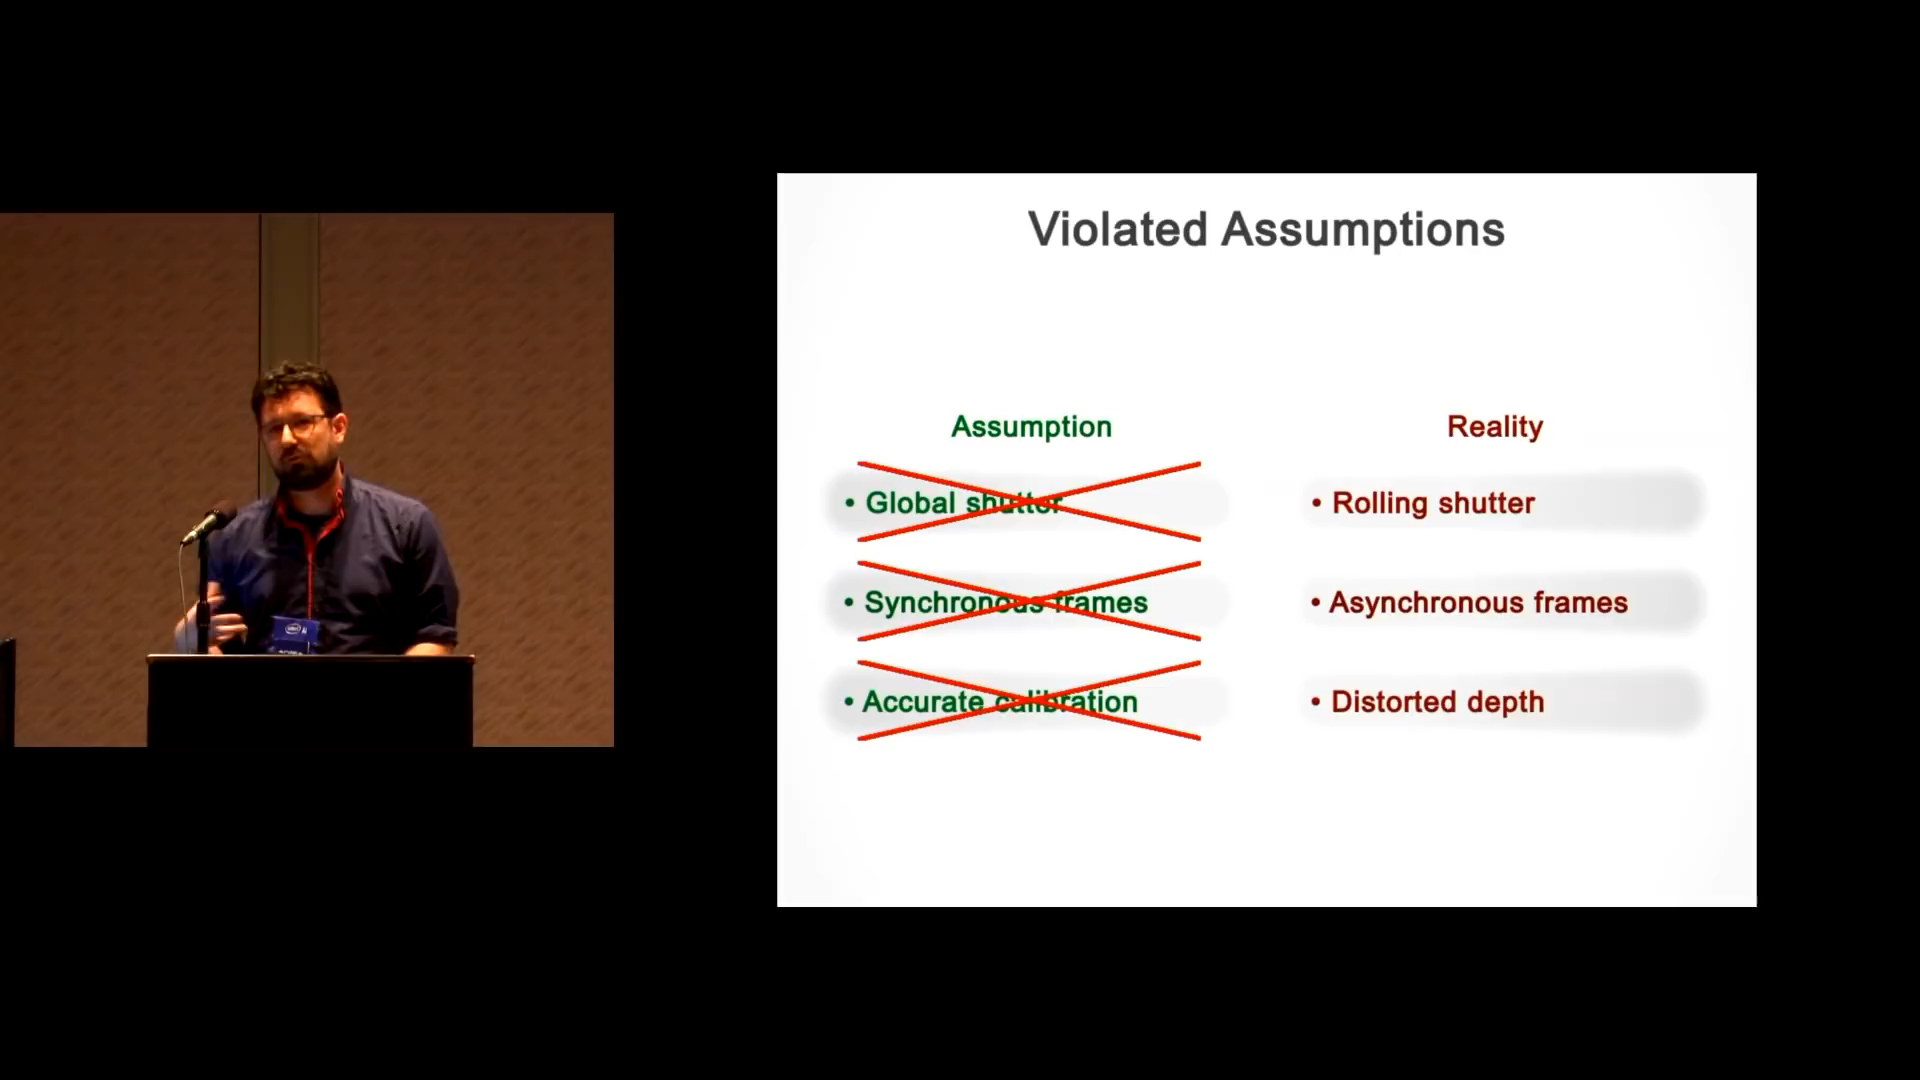 Violated Assumptions
Assumption
Reality
• Global shutter
• Rolling shutter
• Synchronous frames
• Asynchronous frames
• Accurate calibration
• Distorted depth